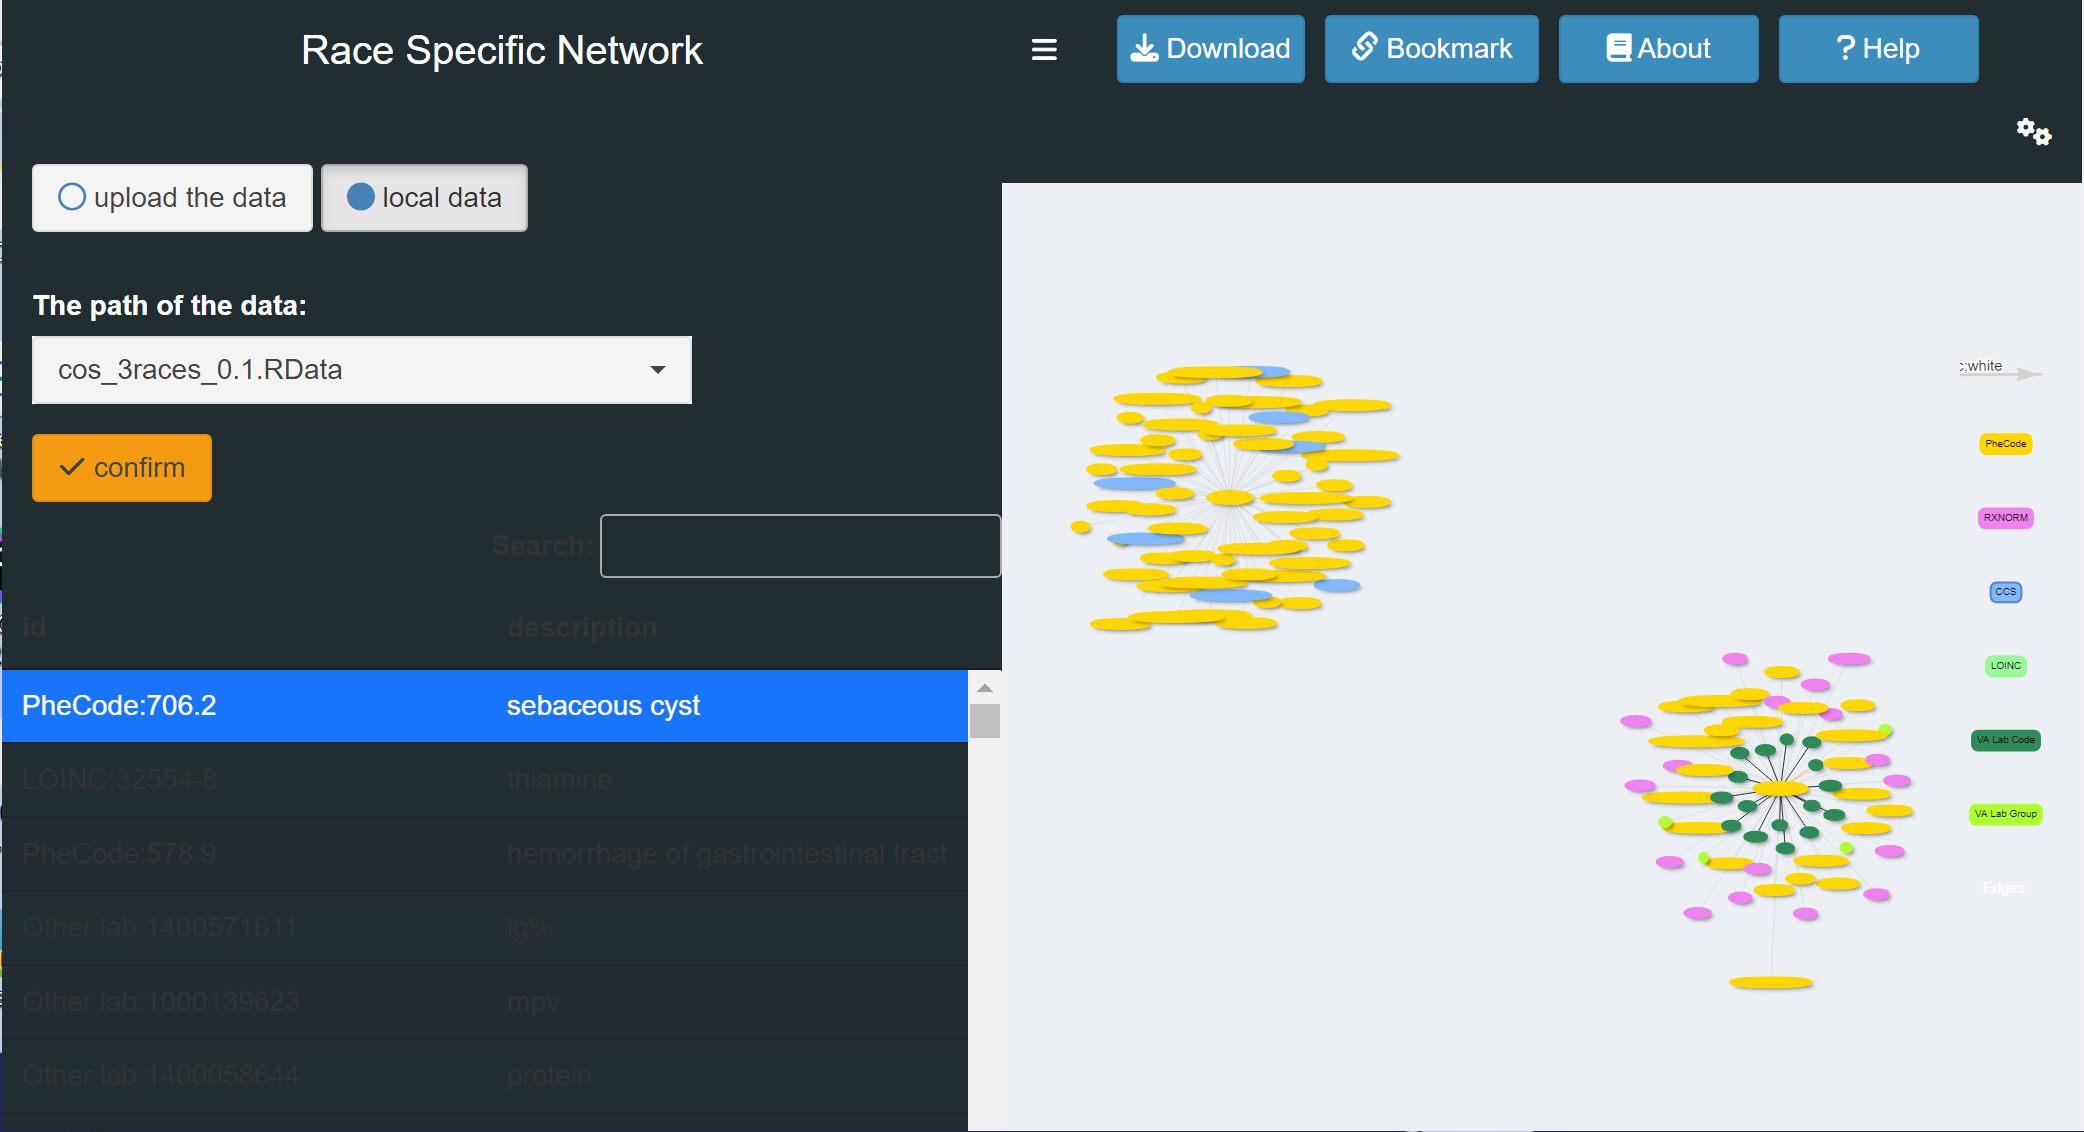 Race Specific Network
Download
Bookmark
About
? Help
upload the data
local data
The path of the data:
cos_3races_0.1.RData
confirm
Search:
id description
PheCode:706.2 sebaceous cyst
LOINC:32554-8 thiamine
PheCode:578.9 hemorrhage of gastrointestinal tract
Other lab:1400571611 ig%
Other lab:1000139623 mpv
Other lab:1400058644 protein
;white
PheCode
RXNORM
CCS
LOINC
VA Lab Code
VA Lab Group
Edges: